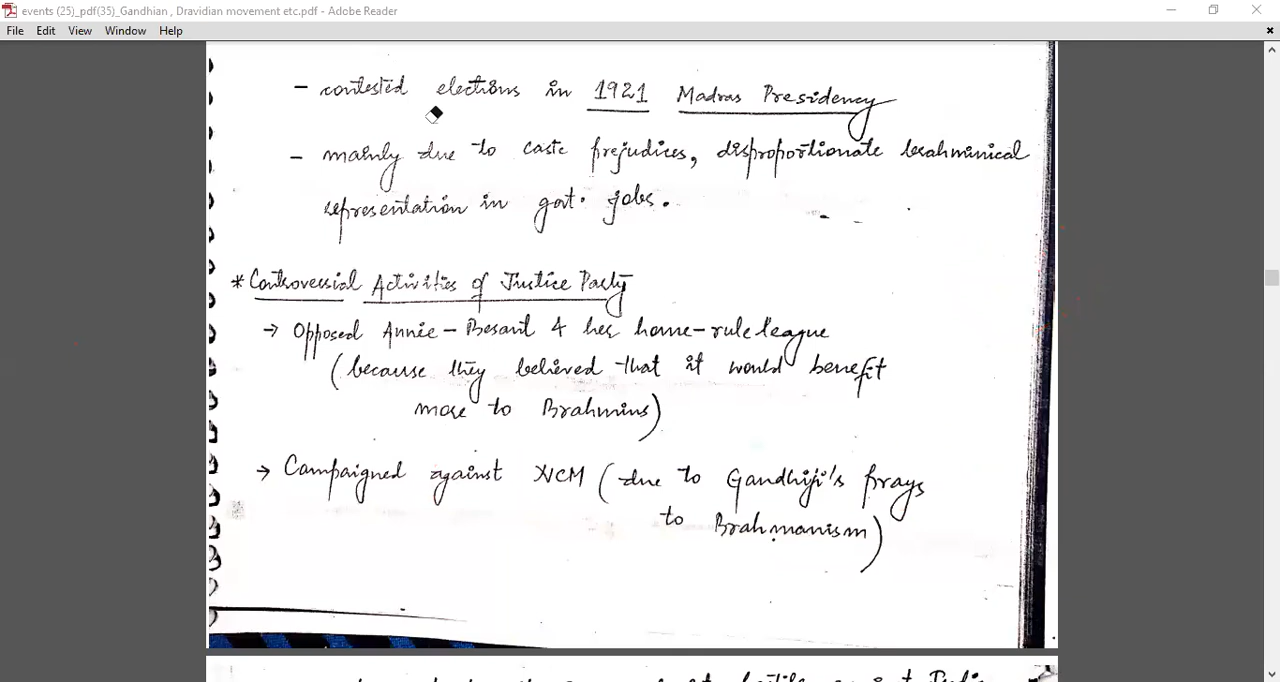 events (25)_pdf(35)_Gandhian , Dravidian movement etc.pdf - Adobe Reader
File Edit View Window Help
- contested elections in 1921 Madras Presidency
- mainly due to caste prejudices, disproportionate brahminical
representation in govt. jobs.
* Controversial Activities of Justice Party
→ Opposed Annie-Besant & her home-rule league
(because they believed that it would benefit
more to Brahmins)
→ Campaigned against NCM (due to Gandhiji's prays
to Brahmanism)